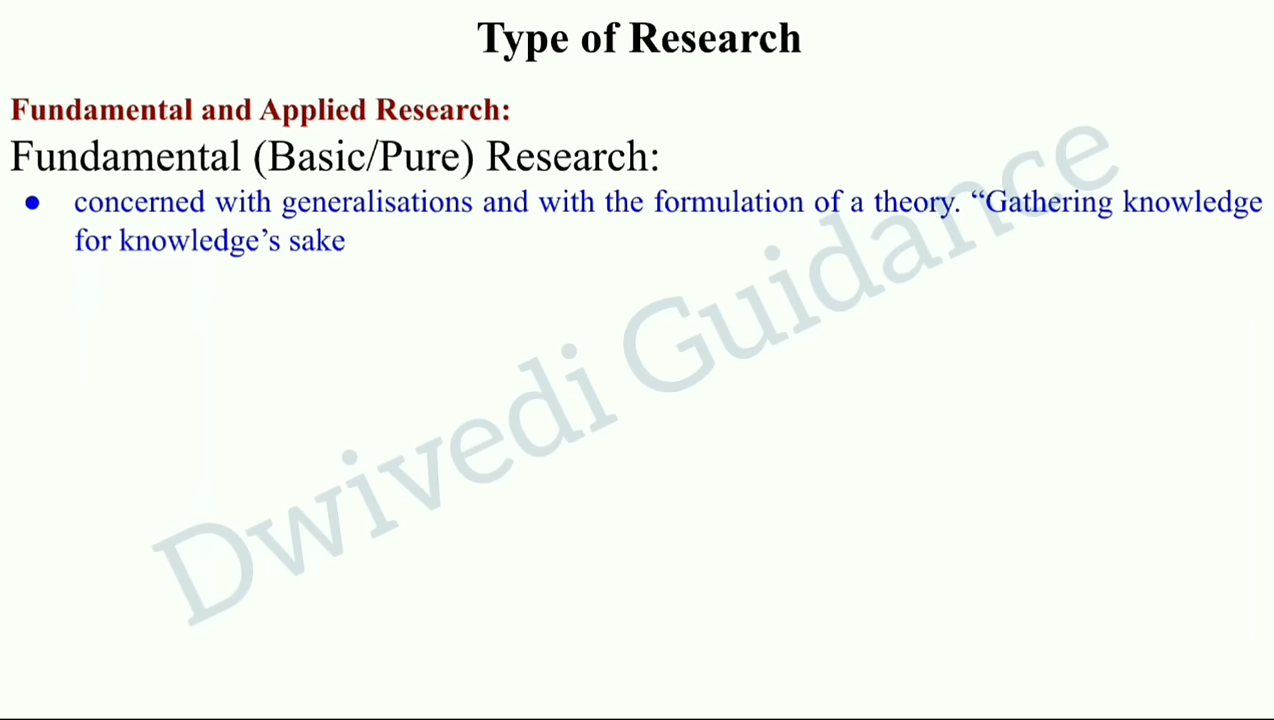 Type of Research
Fundamental and Applied Research:
Fundamental (Basic/Pure) Research:
● concerned with generalisations and with the formulation of a theory. “Gathering knowledge
for knowledge’s sake
Dwivedi Guidance